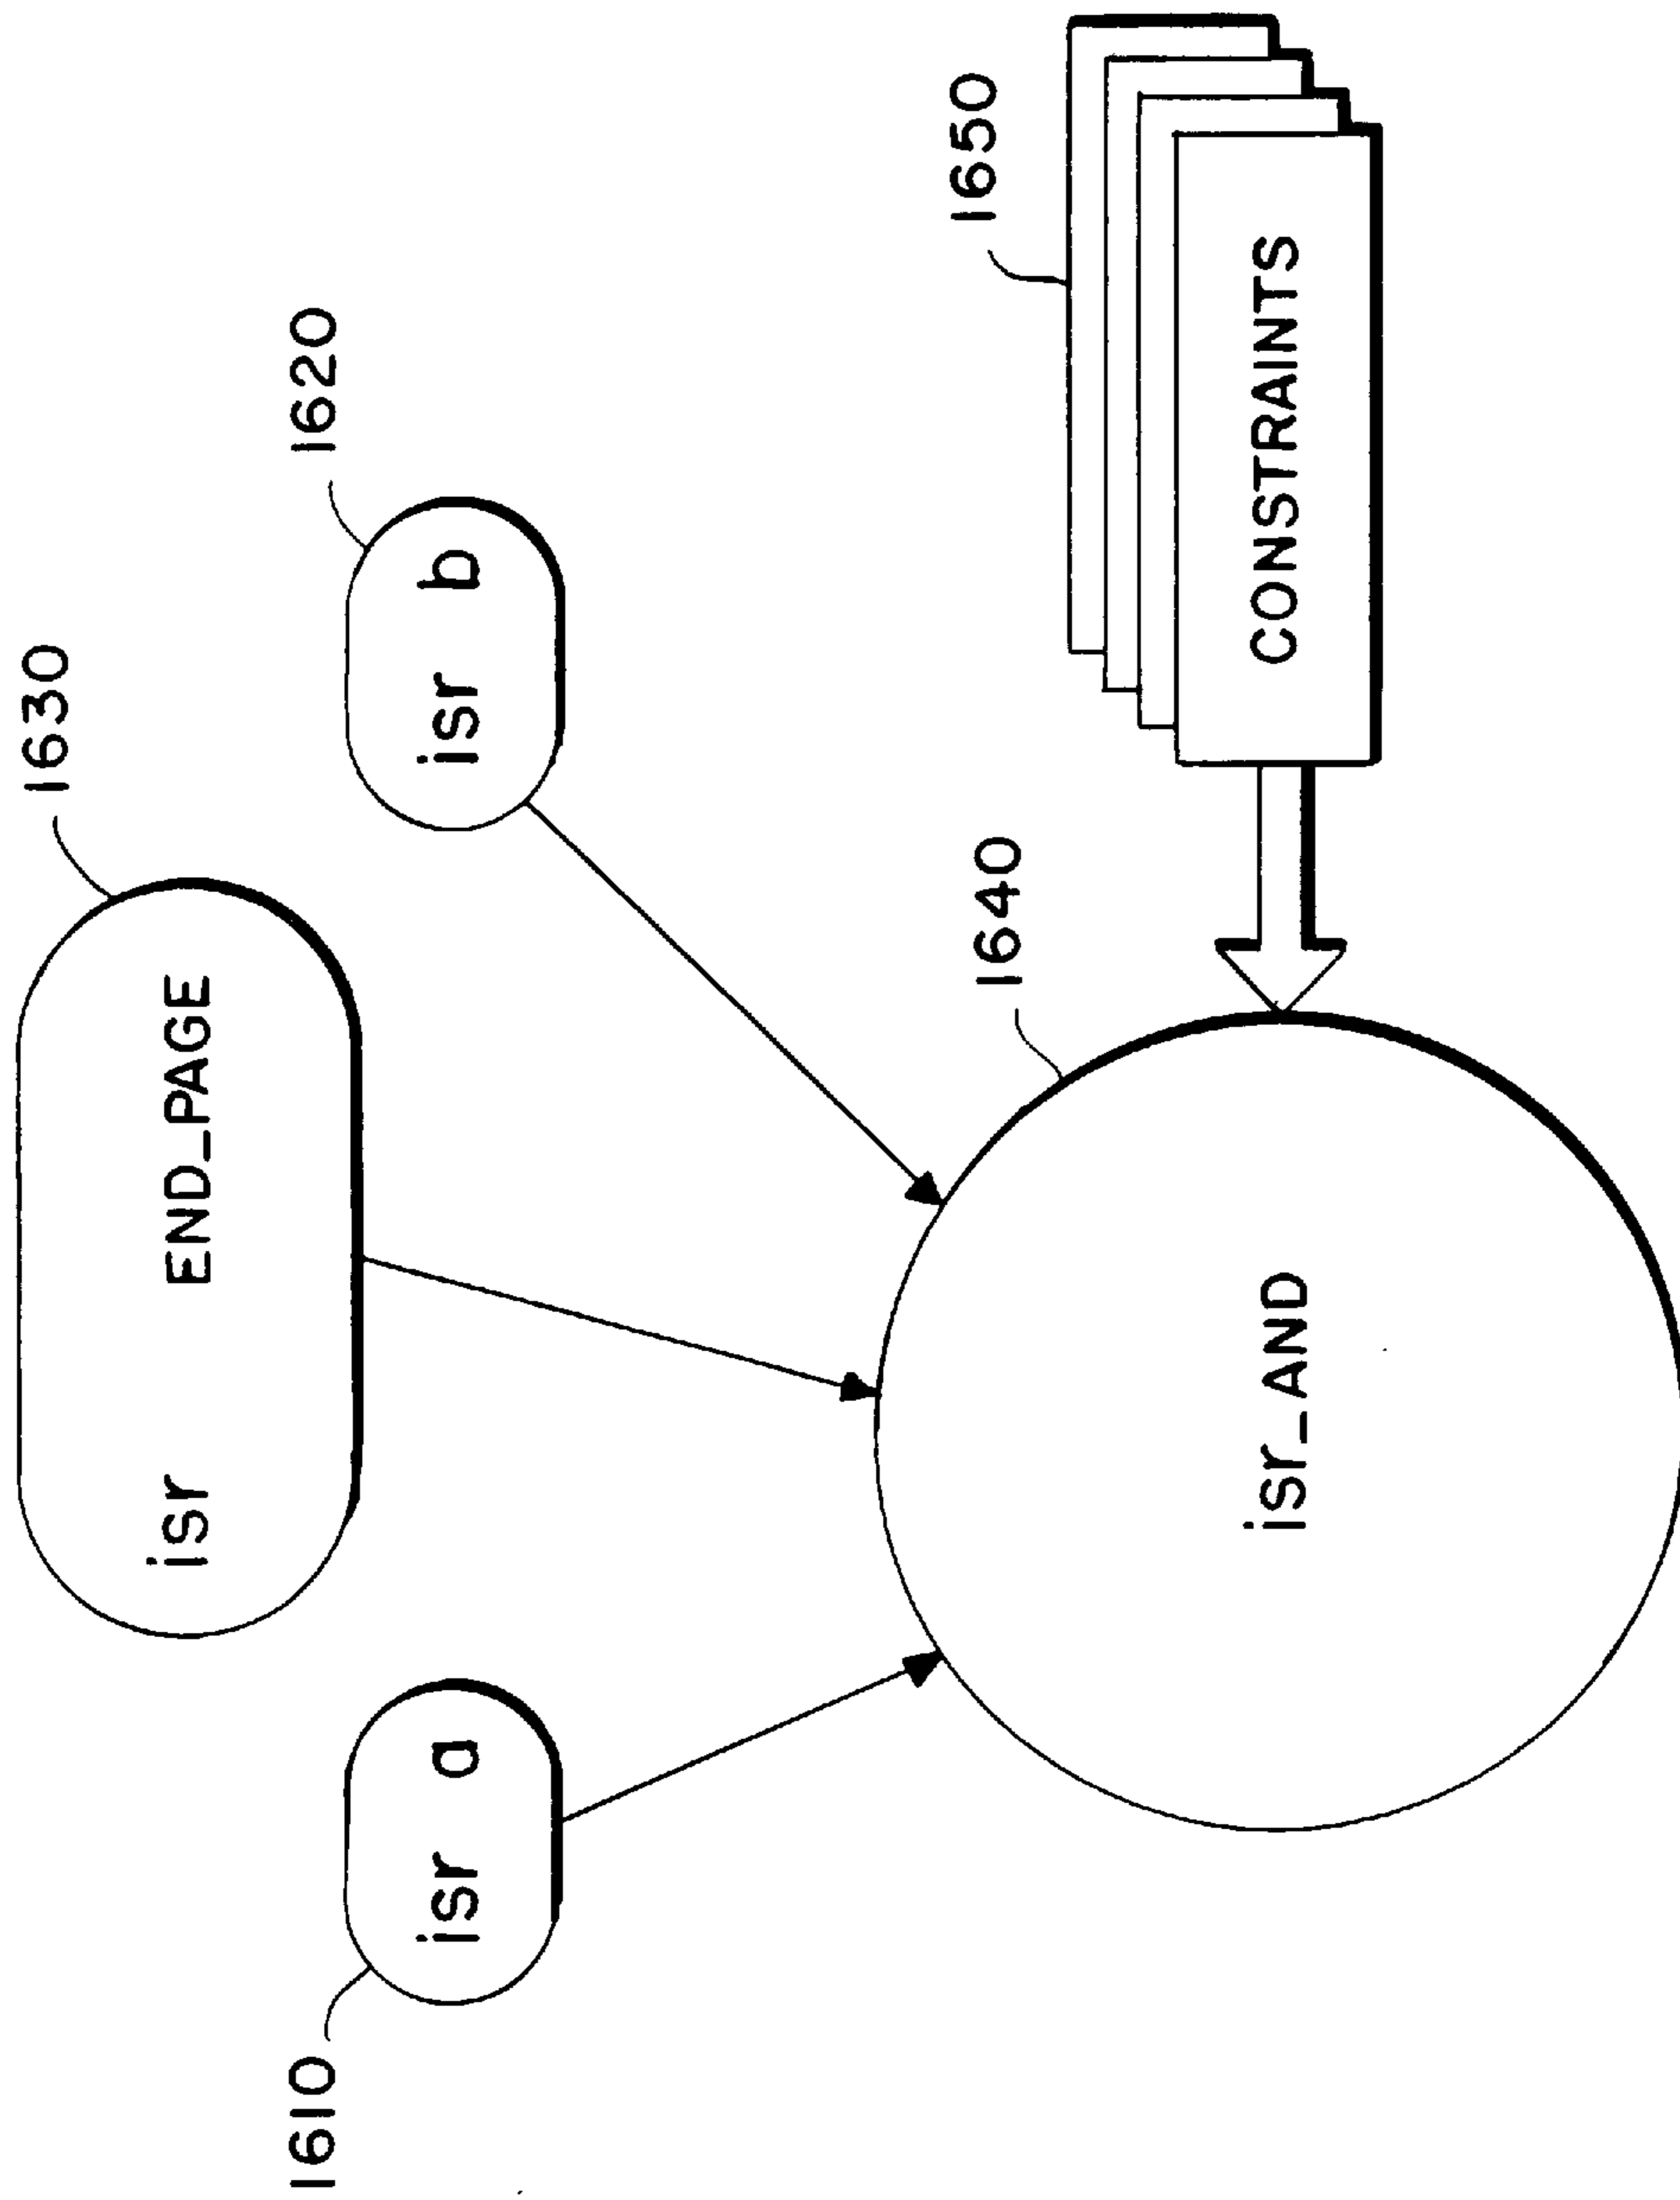 1630
isr END_PAGE
1610
1620
isr a
isr b
1640
1650
isr_AND
CONSTRAINTS